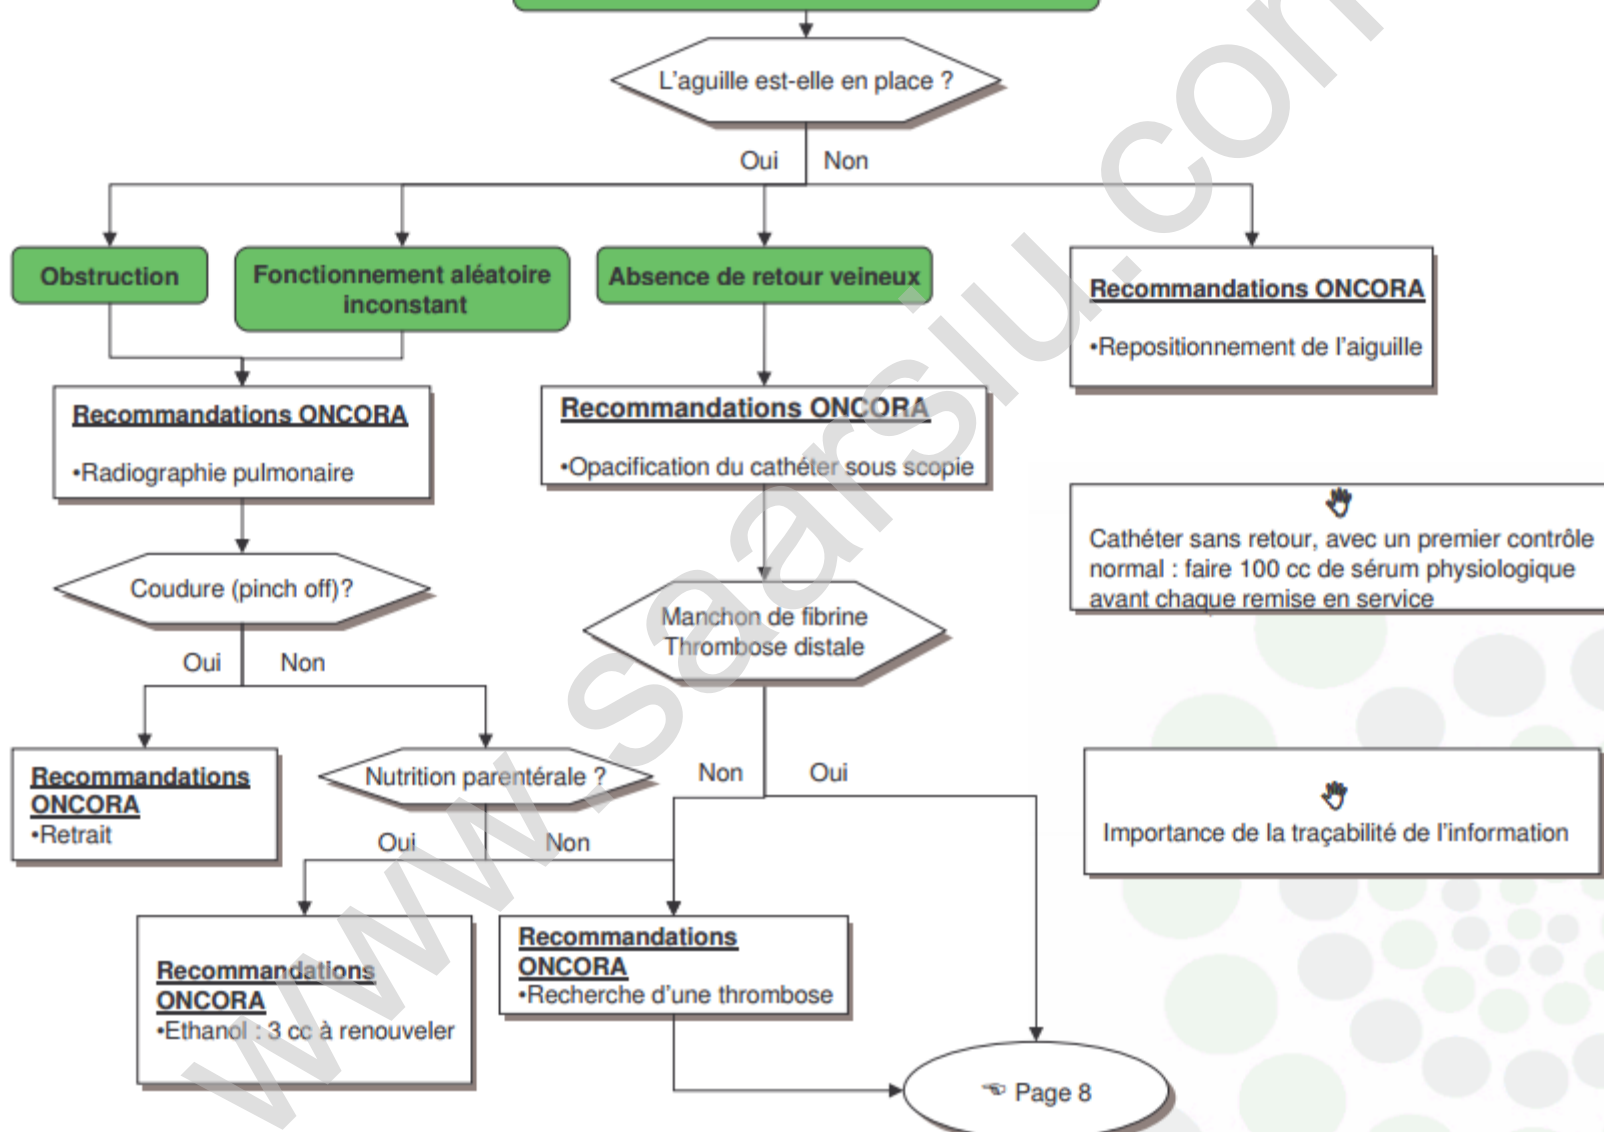 L'aguille est-elle en place ?
Oui
Non
Obstruction
Fonctionnement aléatoire
inconstant
Absence de retour veineux
Recommandations ONCORA
•Repositionnement de l'aiguille
Recommandations ONCORA
•Radiographie pulmonaire
Recommandations ONCORA
•Opacification du cathéter sous scopie
Cathéter sans retour, avec un premier contrôle
normal : faire 100 cc de sérum physiologique
avant chaque remise en service
Coudure (pinch off)?
Manchon de fibrine
Thrombose distale
Oui
Non
Recommandations
ONCORA
•Retrait
Nutrition parentérale ?
Non
Oui
Importance de la traçabilité de l'information
Oui
Non
Recommandations
ONCORA
•Ethanol : 3 cc à renouveler
Recommandations
ONCORA
•Recherche d'une thrombose
☜ Page 8
www.saarsiu.com